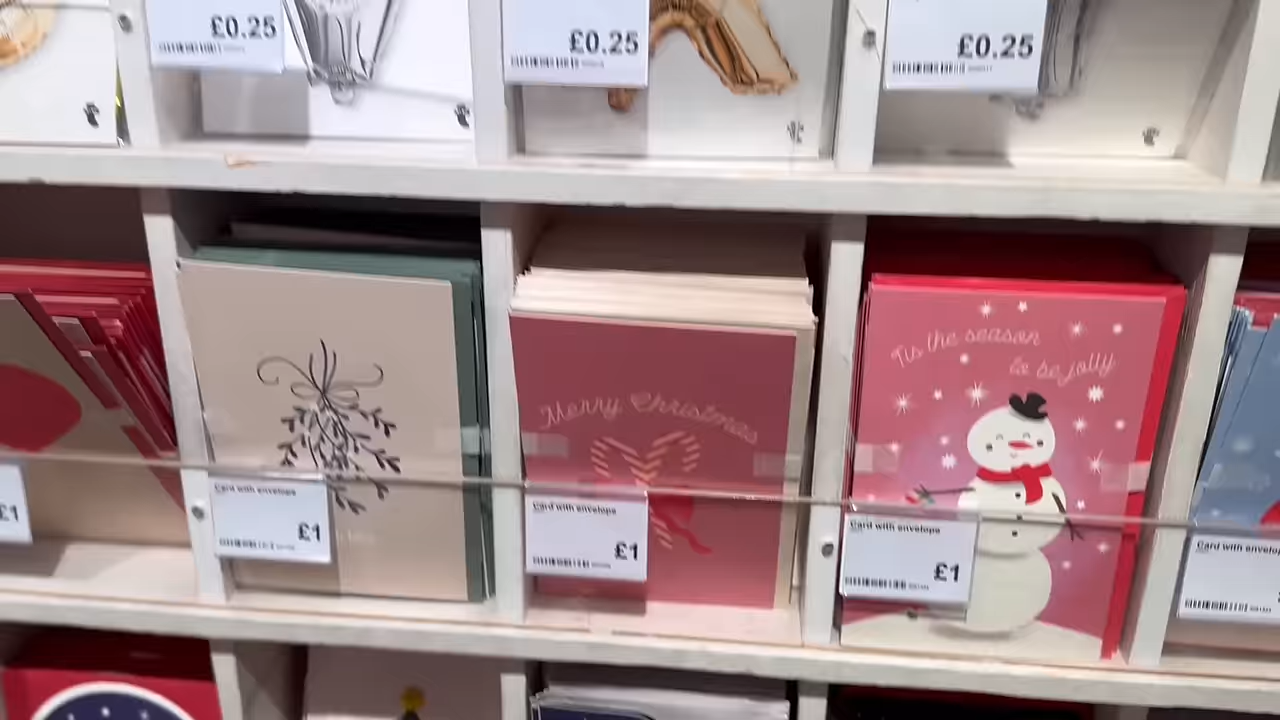 £0.25
£0.25
£0.25
Tis the season
to be jolly
Merry Christmas
£1
Card with envelope
£1
Card with envelope
£1
Card with envelope
£1
Card with